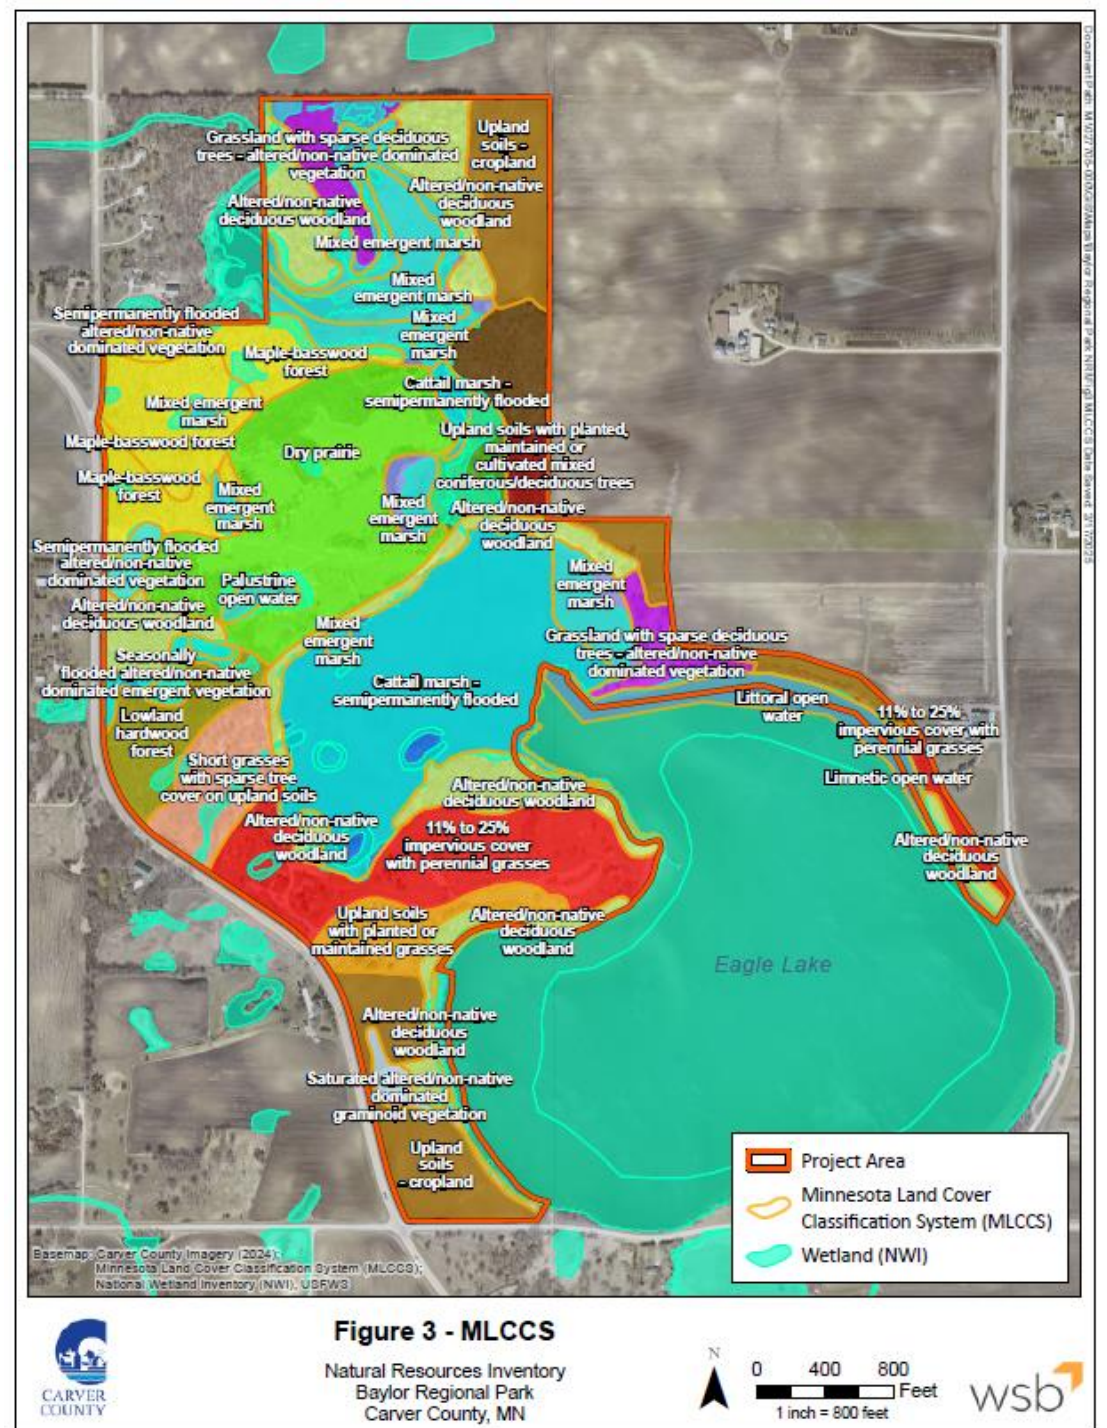 Grassland with sparse deciduous
trees - altered/non-native dominated
vegetation
Upland
soils -
cropland
Altered/non-native
deciduous
woodland
Altered/non-native
deciduous woodland
Mixed emergent marsh
Mixed
emergent marsh
Semipermanently flooded
altered/non-native
dominated vegetation
Mixed
emergent
marsh
Maple-basswood
forest
Cattail marsh -
semipermanently flooded
Mixed emergent
marsh
Maple-basswood forest
Dry prairie
Upland soils with planted,
maintained or
cultivated mixed
coniferous/deciduous trees
Maple-basswood
forest
Mixed
emergent
marsh
Mixed
emergent
marsh
Altered/non-native
deciduous
woodland
Semipermanently flooded
altered/non-native
dominated vegetation
Palustrine
open water
Mixed
emergent
marsh
Altered/non-native
deciduous woodland
Mixed
emergent
marsh
Grassland with sparse deciduous
trees - altered/non-native
dominated vegetation
Seasonally
flooded altered/non-native
dominated emergent vegetation
Cattail marsh -
semipermanently flooded
Littoral open
water
11% to 25%
impervious cover with
perennial grasses
Lowland
hardwood
forest
Short grasses
with sparse tree
cover on upland soils
Limnetic open water
Altered/non-native
deciduous woodland
Altered/non-native
deciduous
woodland
11% to 25%
impervious cover
with perennial grasses
Altered/non-native
deciduous
woodland
Upland soils
with planted or
maintained grasses
Altered/non-native
deciduous
woodland
Eagle Lake
Altered/non-native
deciduous
woodland
Saturated altered/non-native
dominated
graminoid vegetation
Upland
soils
- cropland
Project Area
Minnesota Land Cover
Classification System (MLCCS)
Wetland (NWI)
Basemap: Carver County Imagery (2024);
Minnesota Land Cover Classification System (MLCCS);
National Wetland Inventory (NWI), USFWS
CARVER
COUNTY
Figure 3 - MLCCS
Natural Resources Inventory
Baylor Regional Park
Carver County, MN
N
0 400 800
Feet
1 inch = 800 feet
wsb